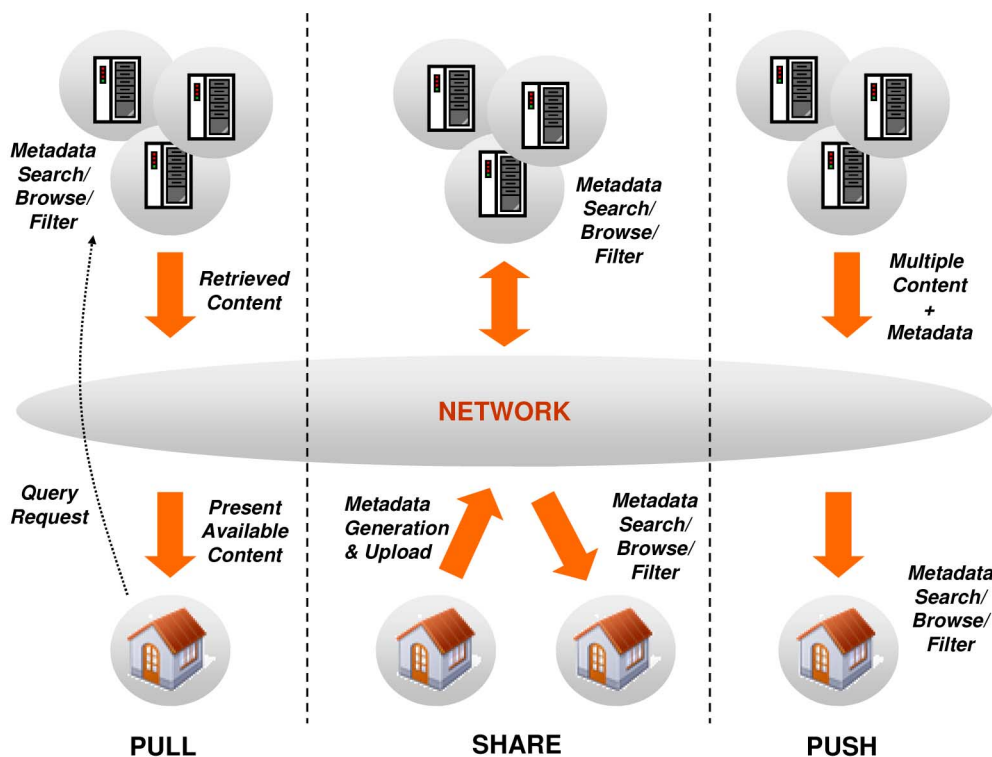 Metadata
Search/
Browse/
Filter
Retrieved
Content
Query
Request
Present
Available
Content
PULL
Metadata
Search/
Browse/
Filter
NETWORK
Metadata
Generation
& Upload
Metadata
Search/
Browse/
Filter
SHARE
Multiple
Content
+
Metadata
Metadata
Search/
Browse/
Filter
PUSH